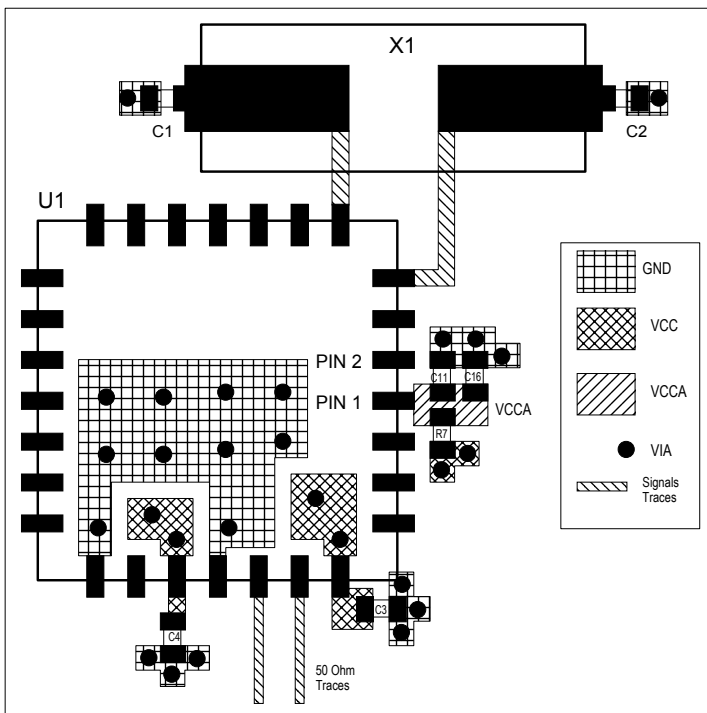 X1
C1
C2
U1
GND
VCC
VCCA
VIA
Signals
Traces
PIN 2
PIN 1
C11
C16
VCCA
R7
C3
C4
50 Ohm
Traces